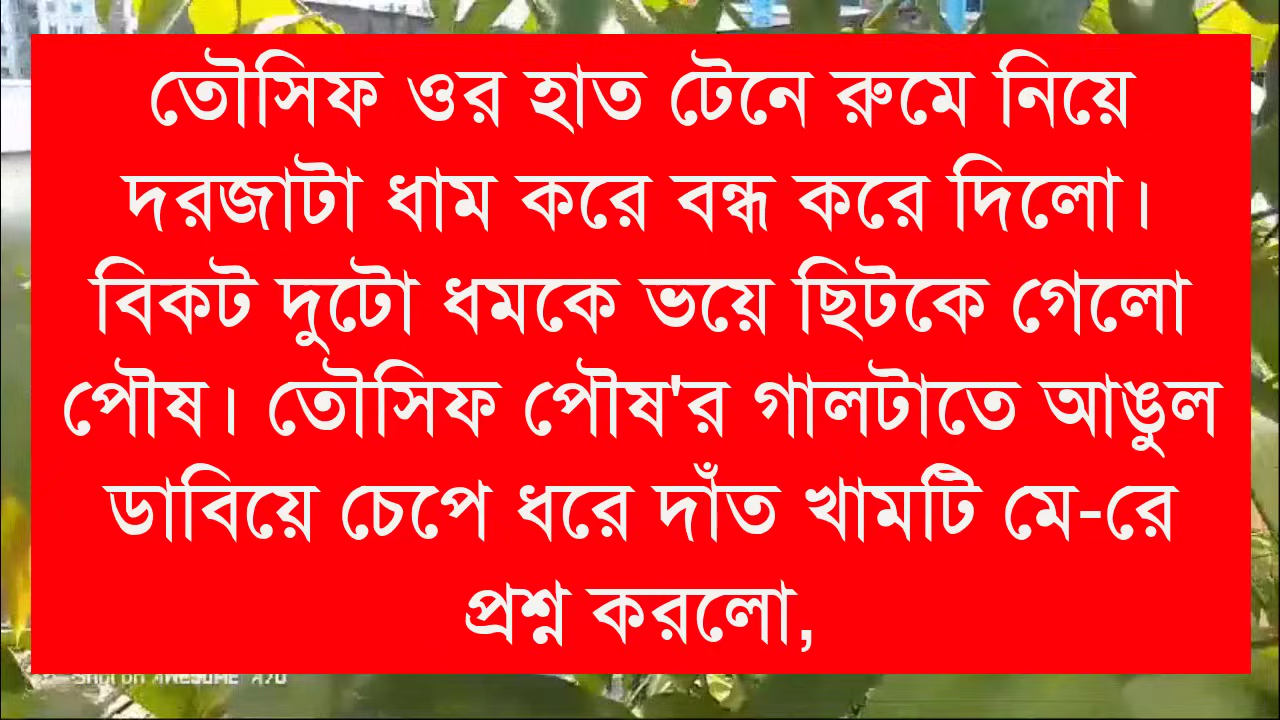 তৌসিফ ওর হাত টেনে রুমে নিয়ে
দরজাটা ধাম করে বন্ধ করে দিলো।
বিকট দুটো ধমকে ভয়ে ছিটকে গেলো
পৌষ। তৌসিফ পৌষ'র গালটাতে আঙুল
ডাবিয়ে চেপে ধরে দাঁত খামটি মে-রে
প্রশ্ন করলো,